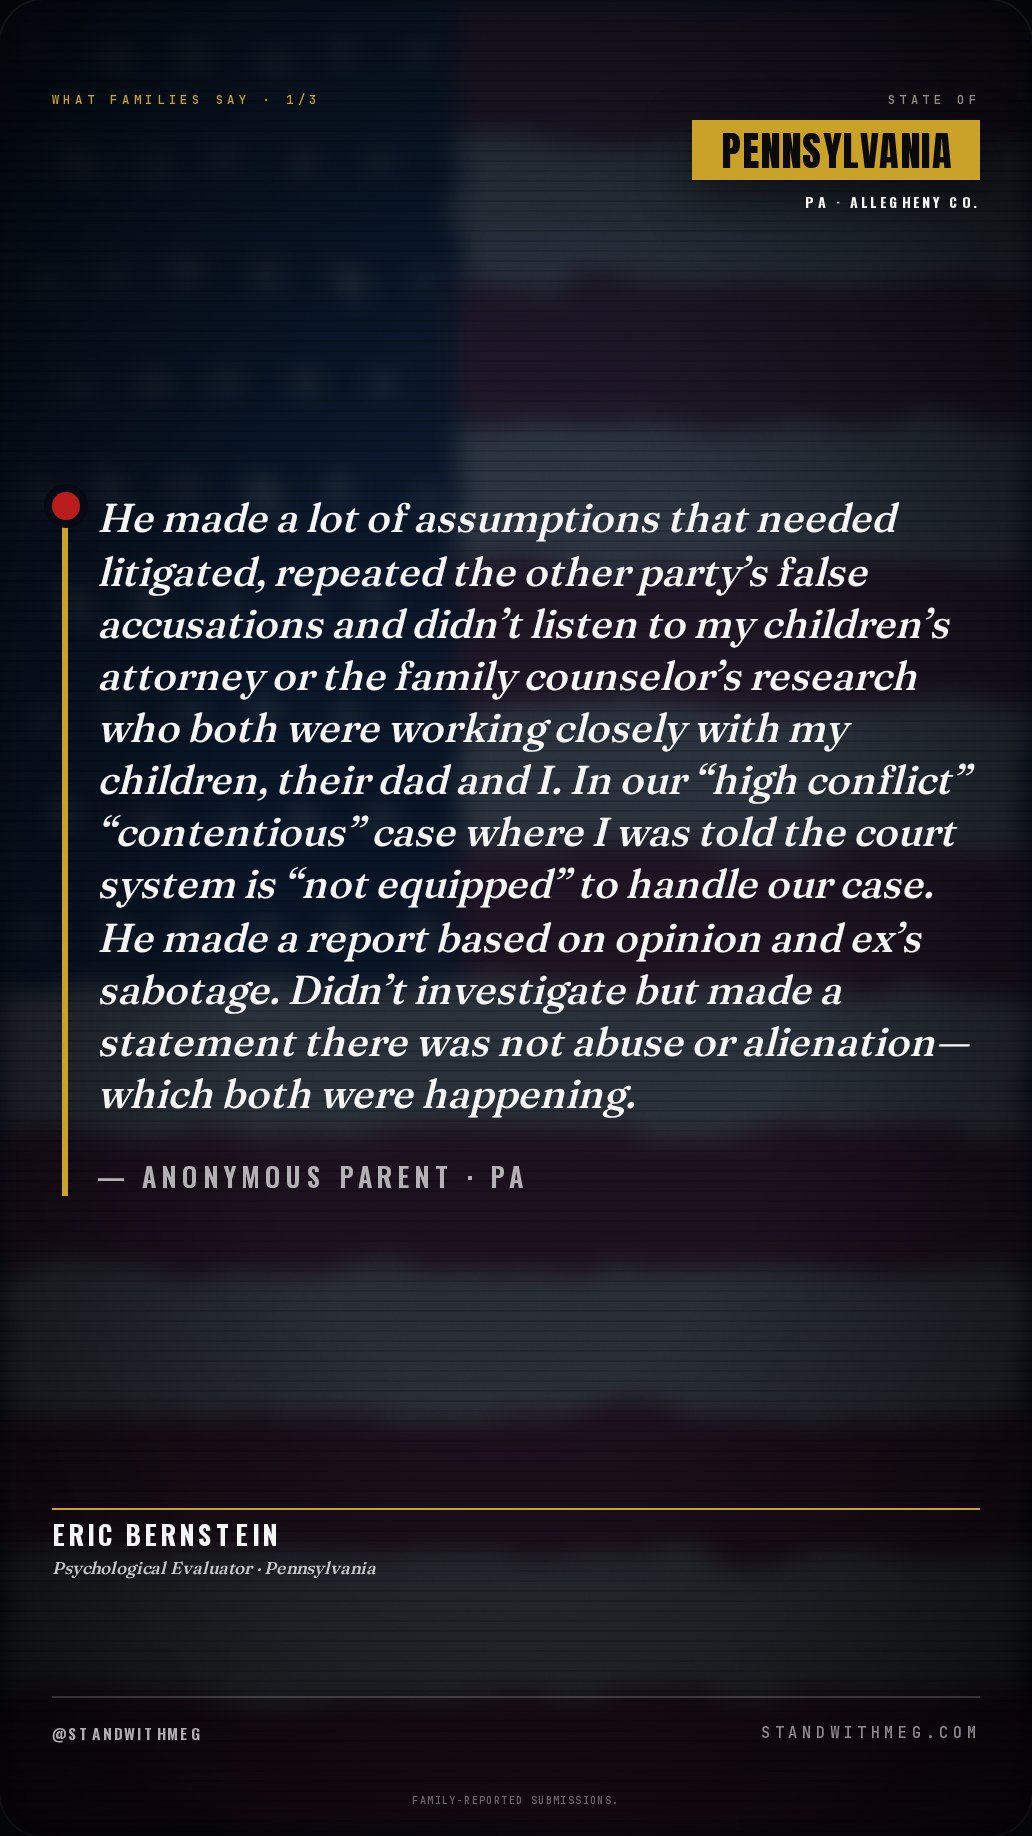 WHAT FAMILIES SAY · 1/3
STATE OF
PENNSYLVANIA
PA · ALLEGHENY CO.
He made a lot of assumptions that needed
litigated, repeated the other party’s false
accusations and didn’t listen to my children’s
attorney or the family counselor’s research
who both were working closely with my
children, their dad and I. In our “high conflict”
“contentious” case where I was told the court
system is “not equipped” to handle our case.
He made a report based on opinion and ex’s
sabotage. Didn’t investigate but made a
statement there was not abuse or alienation—
which both were happening.
— ANONYMOUS PARENT · PA
ERIC BERNSTEIN
Psychological Evaluator · Pennsylvania
@STANDWITHMEG
STANDWITHMEG.COM
FAMILY-REPORTED SUBMISSIONS.